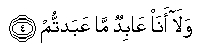 وَلَآ أَنَا۠ عَابِدٌ مَّا عَبَدتُّمْ ۝٤